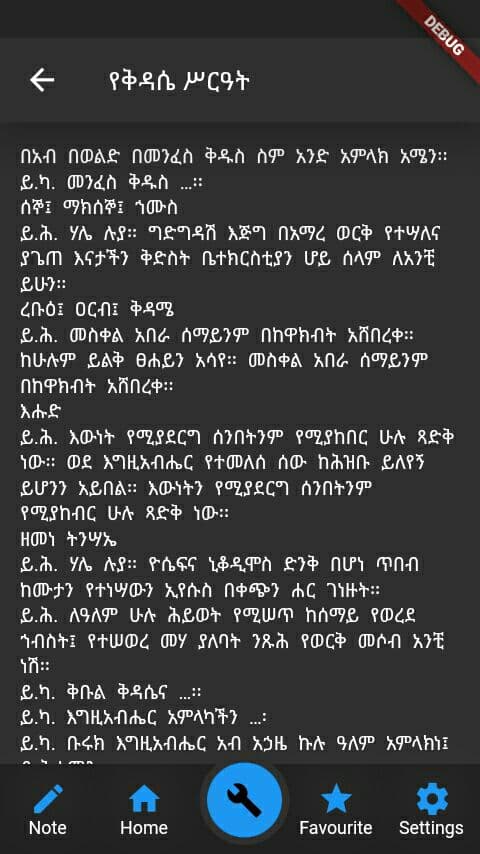 DEBUG
የቅዳሴ ሥርዓት
በአብ በወልድ በመንፈስ ቅዱስ ስም አንድ አምላክ አሜን።
ይ.ካ. መንፈስ ቅዱስ ...።
ሰኞ፤ ማክሰኞ፤ ኀሙስ
ይ.ሕ. ሃሌ ሉያ። ግድግዳሽ እጅግ በአማረ ወርቅ የተሣለና
ያጌጠ እናታችን ቅድስት ቤተክርስቲያን ሆይ ሰላም ለአንቺ
ይሁን።
ረቡዕ፤ ዐርብ፤ ቅዳሜ
ይ.ሕ. መስቀል አበራ ሰማይንም በከዋክብት አሸበረቀ።
ከሁሉም ይልቅ ፀሐይን አሳየ። መስቀል አበራ ሰማይንም
በከዋክብት አሸበረቀ።
እሑድ
ይ.ሕ. እውነት የሚያደርግ ሰንበትንም የሚያከበር ሁሉ ጻድቅ
ነው። ወደ እግዚአብሔር የተመለሰ ሰው ከሕዝቡ ይለየኝ
ይሆንን አይበል። እውነትን የሚያደርግ ሰንበትንም
የሚያከብር ሁሉ ጻድቅ ነው።
ዘመነ ትንሣኤ
ይ.ሕ. ሃሌ ሉያ። ዮሴፍና ኒቆዲሞስ ድንቅ በሆነ ጥበብ
ከሙታን የተነሣውን ኢየሱስ በቀጭን ሐር ገነዙት።
ይ.ሕ. ለዓለም ሁሉ ሕይወት የሚሠጥ ከሰማይ የወረደ
ኅብስት፤ የተሠወረ መሃ ያለባት ንጹሕ የወርቅ መሶብ አንቺ
ነሽ።
ይ.ካ. ቅቡል ቅዳሴና ...።
ይ.ካ. እግዚአብሔር አምላካችን ...፡
ይ.ካ. ቡሩክ እግዚአብሔር አብ አኃዜ ኩሉ ዓለም አምላክነ፤
Note
Home
Favourite
Settings